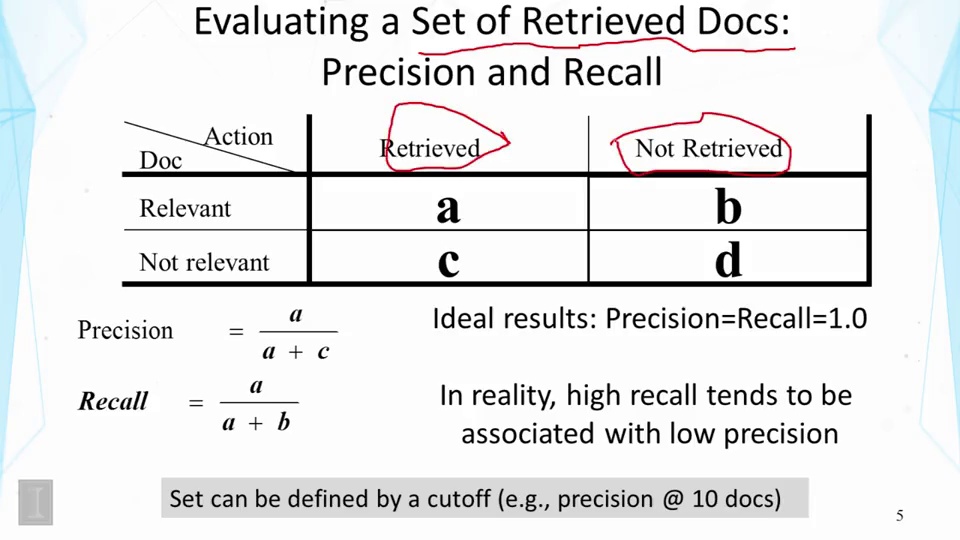 Evaluating a Set of Retrieved Docs:
Precision and Recall
Action
Doc
Retrieved
Not Retrieved
Relevant
a
b
Not relevant
c
d
Precision = a / a + c
Recall = a / a + b
Ideal results: Precision=Recall=1.0
In reality, high recall tends to be
associated with low precision
Set can be defined by a cutoff (e.g., precision @ 10 docs)
I
5